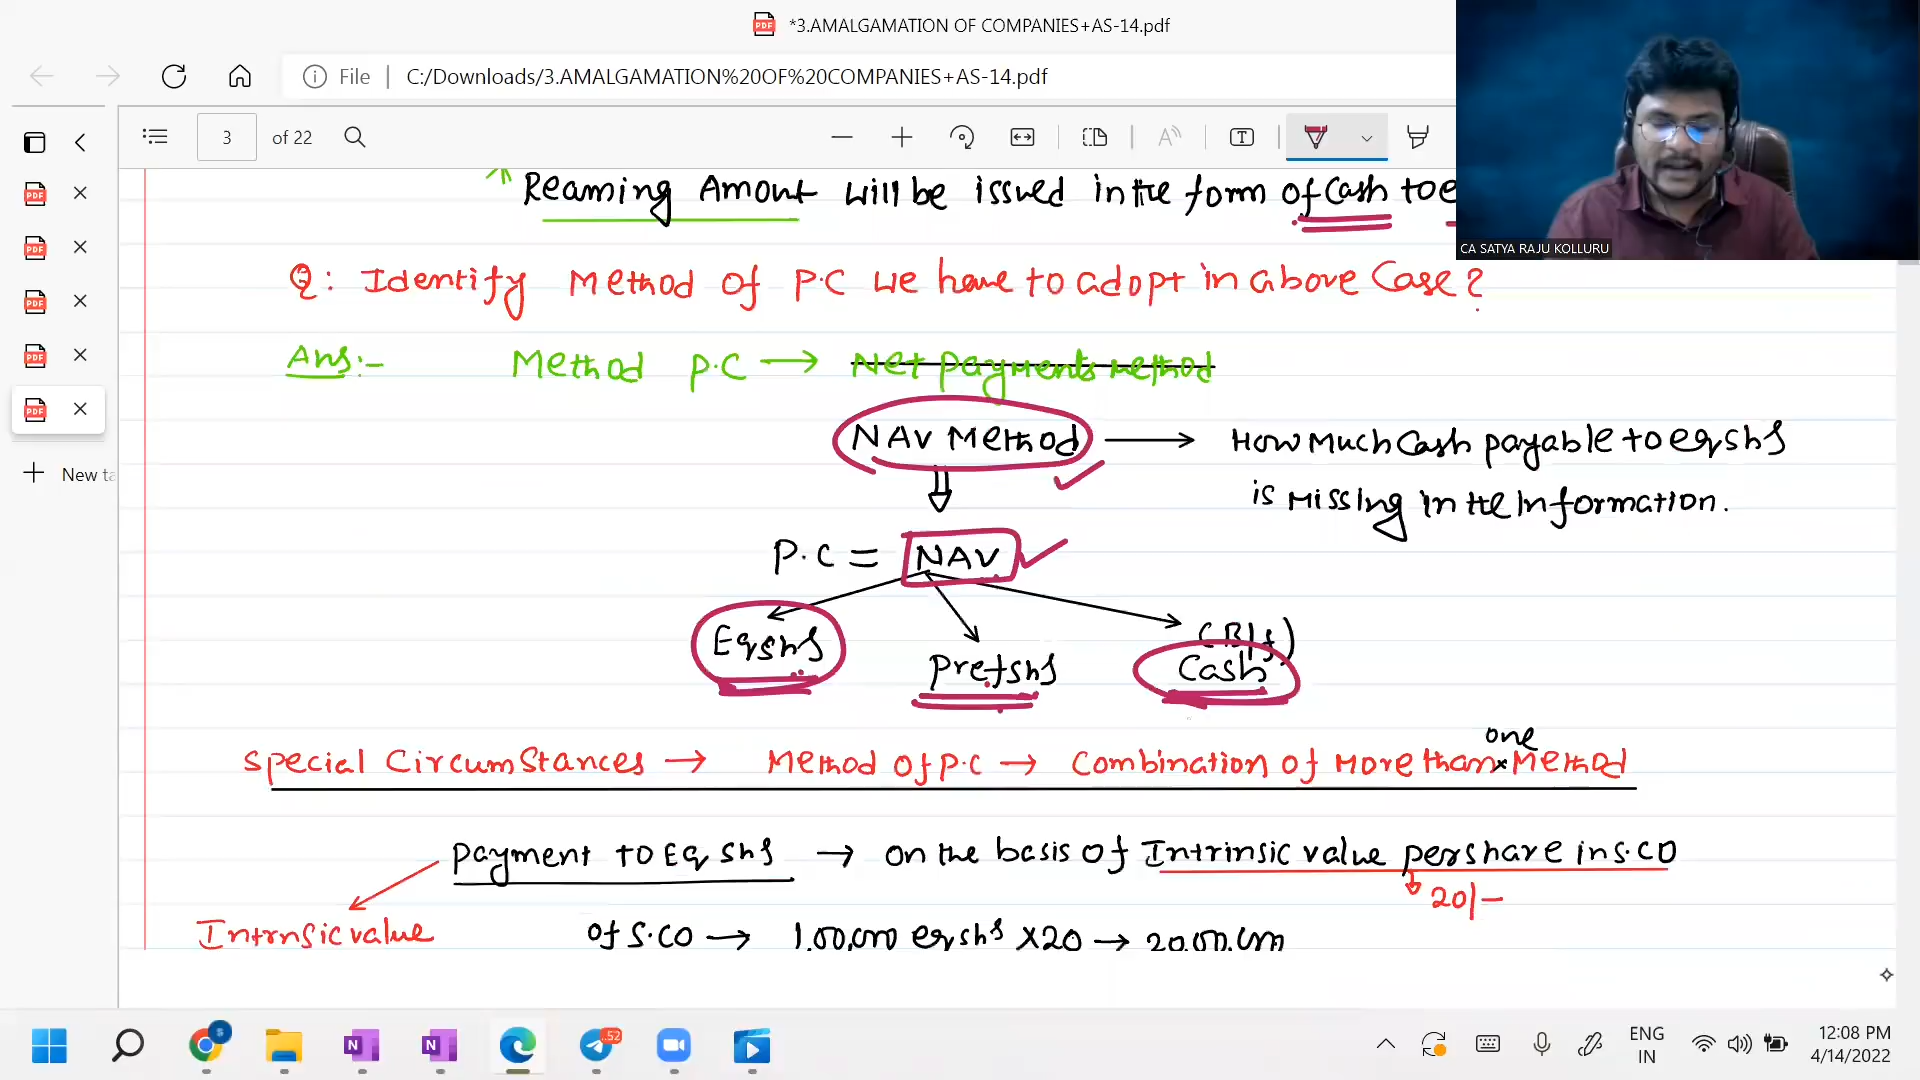 *3.AMALGAMATION OF COMPANIES+AS-14.pdf
File
C:/Downloads/3.AMALGAMATION%20OF%20COMPANIES+AS-14.pdf
3 of 22
Reaming Amount will be issued in the form of Cash to e
CA SATYA RAJU KOLLURU
Q: Identify Method of P.C we have to adopt in above Case?
Ans:- Method P.C → Net payments method
NAV Method → How Much Cash payable to eqshs
is Missing in the Information.
New ta
P.C = NAV
Eqshs Prefshs (B/f) Cash
one
Special Circumstances → Method of P.C → Combination of More than Method
payment to Eq shs → on the basis of Intrinsic value per share in s.co
20/-
Intrnsic value of S.CO → 1,00,000 eqshs x20 → 20,00,000
52
ENG
IN
12:08 PM
4/14/2022